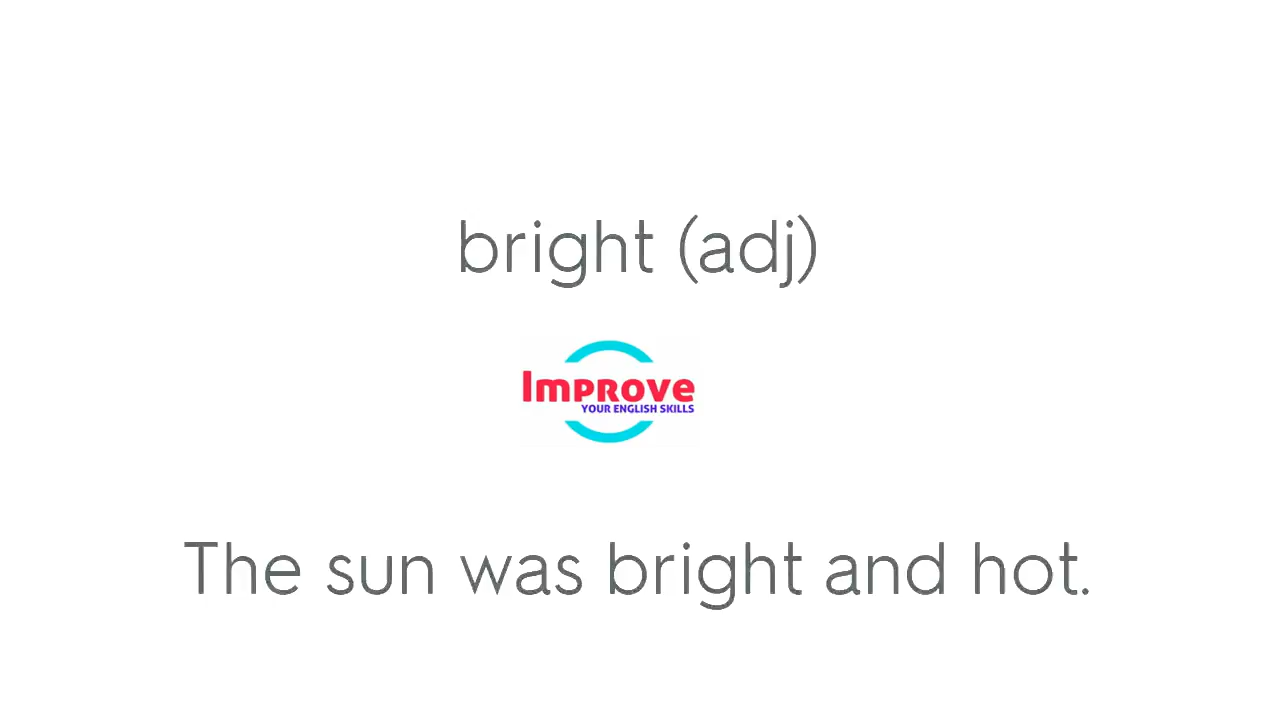 bright (adj)
Improve
YOUR ENGLISH SKILLS
The sun was bright and hot.